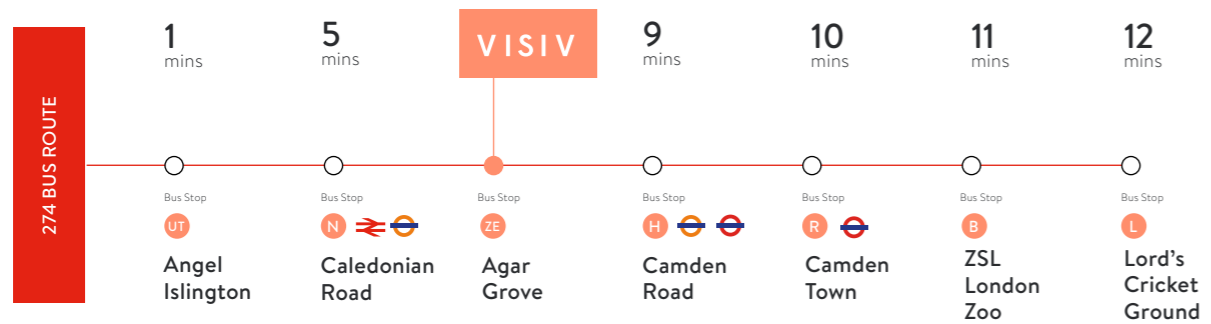 274 BUS ROUTE
1
mins
5
mins
VISIV
9
mins
10
mins
11
mins
12
mins
Bus Stop
UT
Angel
Islington
Bus Stop
N
Caledonian
Road
Bus Stop
ZE
Agar
Grove
Bus Stop
H
Camden
Road
Bus Stop
R
Camden
Town
Bus Stop
B
ZSL
London
Zoo
Bus Stop
L
Lord's
Cricket
Ground